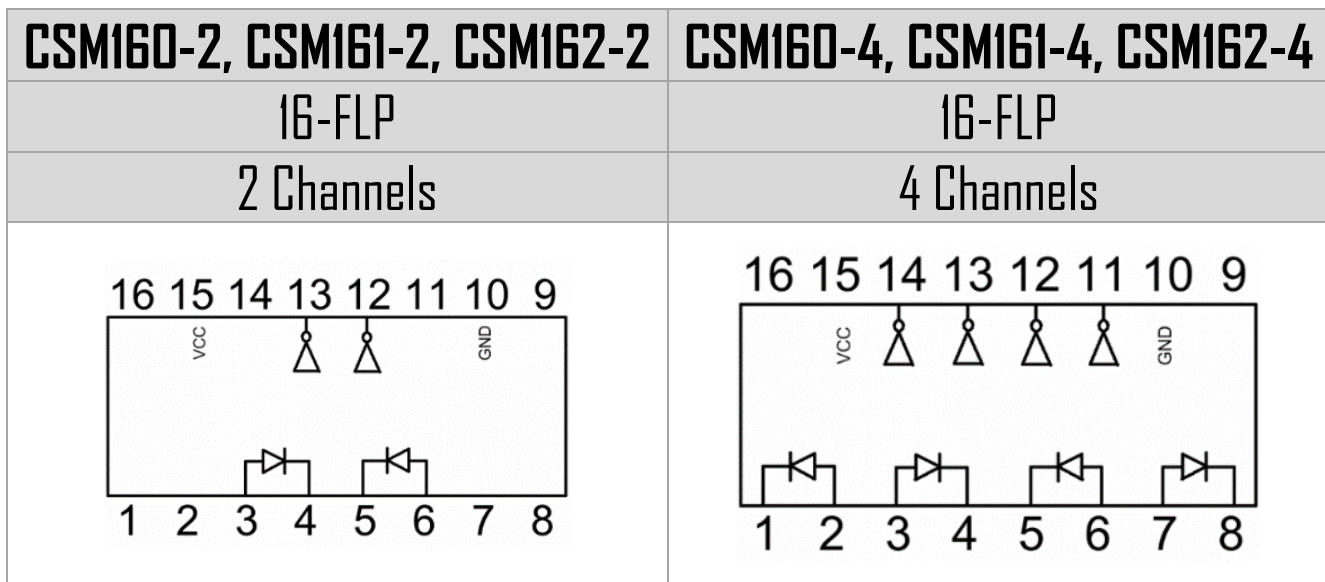 CSM160-2, CSM161-2, CSM162-2
CSM160-4, CSM161-4, CSM162-4
16-FLP
16-FLP
2 Channels
4 Channels
16 15 14 13 12 11 10 9
VCC
GND
1 2 3 4 5 6 7 8
16 15 14 13 12 11 10 9
VCC
GND
1 2 3 4 5 6 7 8